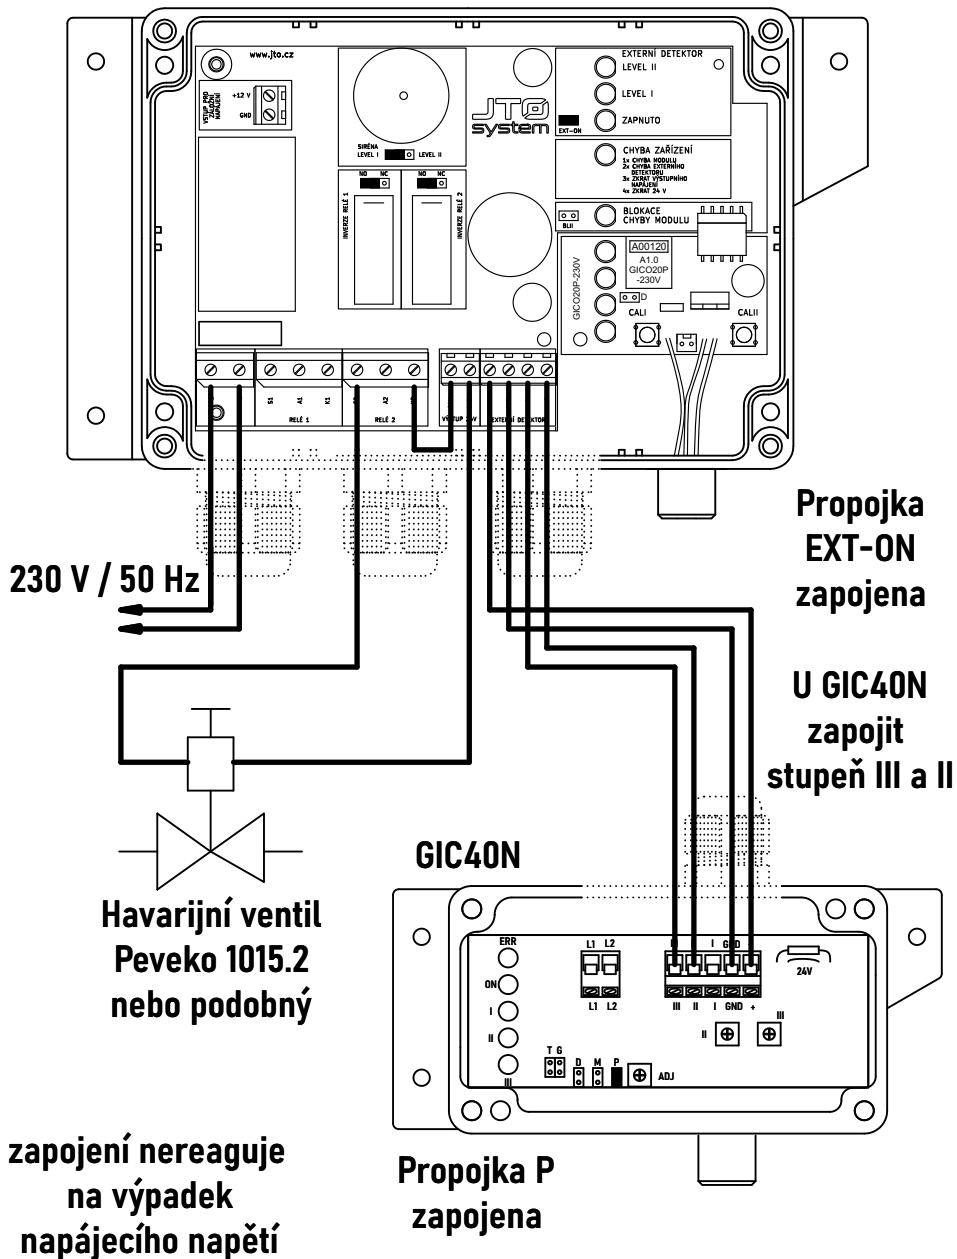 www.jto.cz
VSTUP PRO
ZÁLOŽNÍ
NAPÁJENÍ
+12 V
GND
SIRÉNA
LEVEL I
LEVEL II
NO NC
NO NC
INVERZE RELÉ 1
INVERZE RELÉ 2
JTO
system
EXTERNÍ DETEKTOR
LEVEL II
LEVEL I
ZAPNUTO
EXT-ON
CHYBA ZAŘÍZENÍ
1x CHYBA MODULU
2x CHYBA EXTERNÍHO
DETEKTORU
3x ZKRAT VÝSTUPNÍHO
NAPÁJENÍ
4x ZKRAT 24 V
BLOKACE
CHYBY MODULU
BLII
GICO20P-230V
A00120
A1.0
GICO20P
-230V
D
CALI
CALII
S1
A1
K1
A2
RELÉ 1
RELÉ 2
VÝSTUP 24V
EXTERNÍ DETEKTOR
230 V / 50 Hz
Propojka
EXT-ON
zapojena
U GIC40N
zapojit
stupeň III a II
GIC40N
Havarijní ventil
Peveko 1015.2
nebo podobný
ERR
ON
I
II
III
L1 L2
L1 L2
I GND
III II I GND +
24V
II
III
T G
D
M
P
ADJ
zapojení nereaguje
na výpadek
napájecího napětí
Propojka P
zapojena